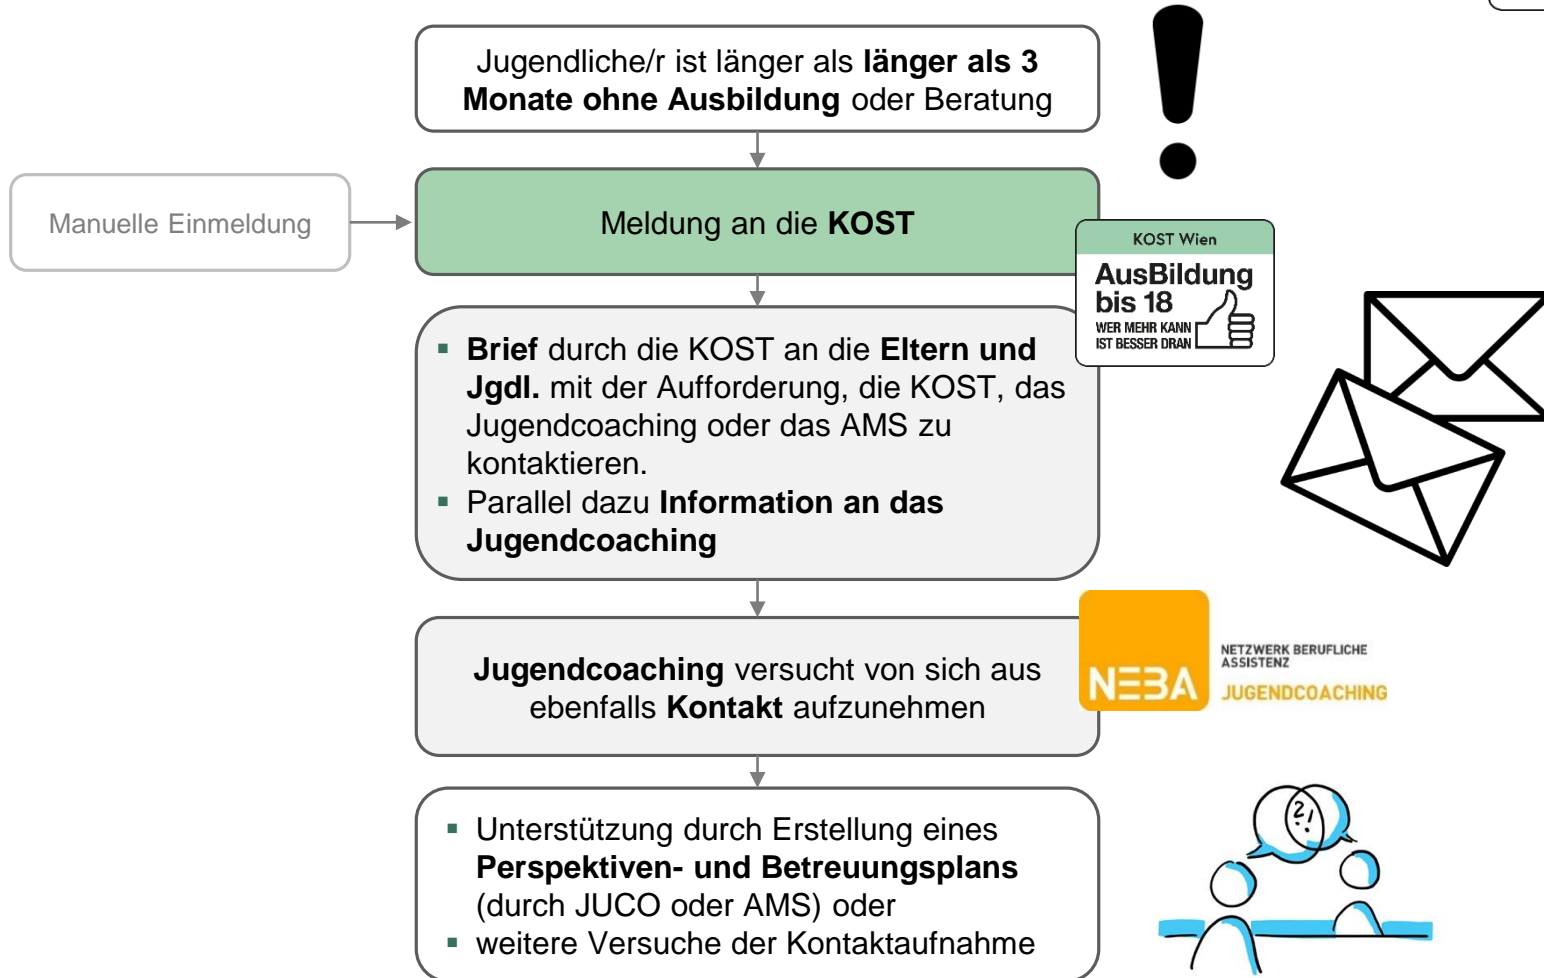 Jugendliche/r ist länger als länger als 3
Monate ohne Ausbildung oder Beratung
Manuelle Einmeldung
Meldung an die KOST
KOST Wien
AusBildung
bis 18
WER MEHR KANN
IST BESSER DRAN
▪ Brief durch die KOST an die Eltern und
Jgdl. mit der Aufforderung, die KOST, das
Jugendcoaching oder das AMS zu
kontaktieren.
▪ Parallel dazu Information an das
Jugendcoaching
Jugendcoaching versucht von sich aus
ebenfalls Kontakt aufzunehmen
NEBA
NETZWERK BERUFLICHE
ASSISTENZ
JUGENDCOACHING
▪ Unterstützung durch Erstellung eines
Perspektiven- und Betreuungsplans
(durch JUCO oder AMS) oder
▪ weitere Versuche der Kontaktaufnahme
?!